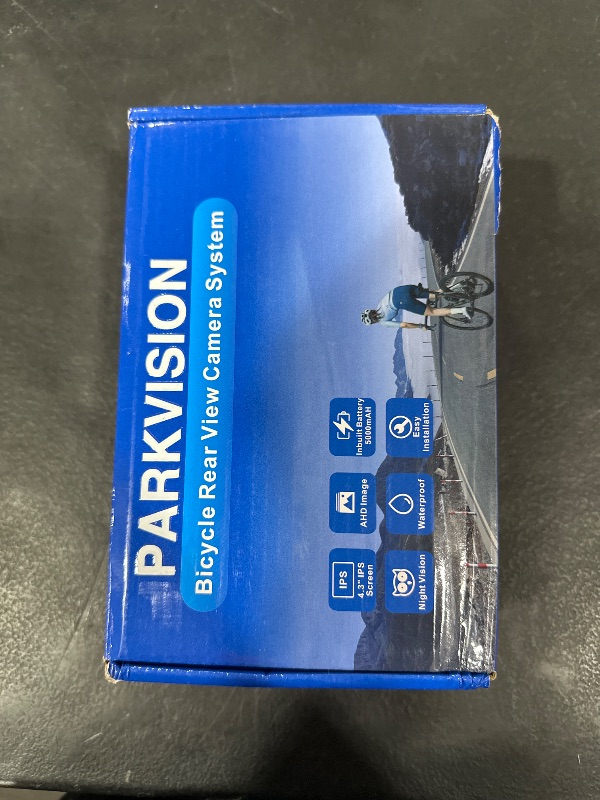 PARKVISION
Bicycle Rear View Camera System
IPS
4.3" IPS
Screen
AHD Image
Inbuilt Battery
5000mAH
Night Vision
Waterproof
Easy
Installation